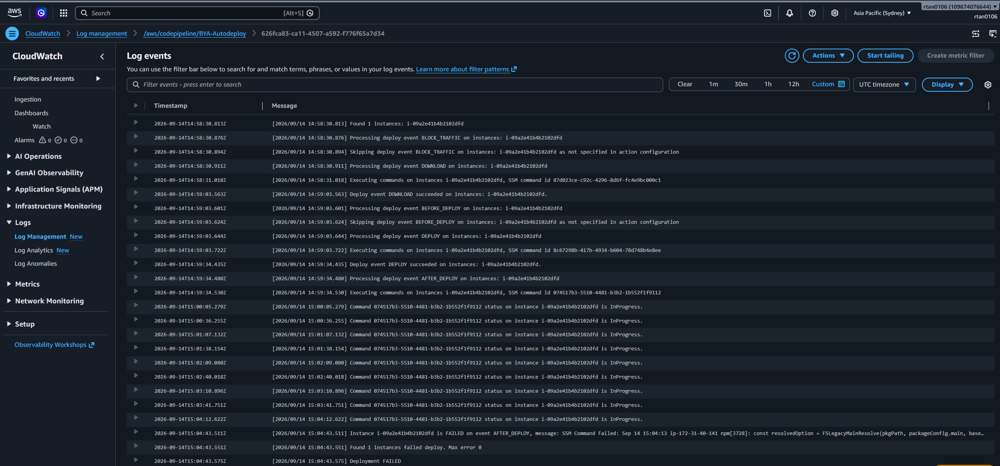 aws
Search [Alt+S]
Asia Pacific (Sydney)
rtan0106 (109674076644)
rtan0106
CloudWatch
Log management
/aws/codepipeline/BYA-Autodeploy
626fca83-ca11-4507-a592-f776f65a7d34
CloudWatch
Favorites and recents
Ingestion
Dashboards
Watch
Alarms 0 0 0
AI Operations
GenAI Observability
Application Signals (APM)
Infrastructure Monitoring
Logs
Log Management New
Log Analytics New
Log Anomalies
Metrics
Network Monitoring
Setup
Observability Workshops
Log events
Actions
Start tailing
Create metric filter
You can use the filter bar below to search for and match terms, phrases, or values in your log events. Learn more about filter patterns
Filter events - press enter to search
Clear 1m 30m 1h 12h Custom
UTC timezone
Display
Timestamp Message
2026-09-14T14:58:30.813Z [2026/09/14 14:58:30.813] Found 1 instances: i-09a2e41b4b2102dfd
2026-09-14T14:58:30.876Z [2026/09/14 14:58:30.876] Processing deploy event BLOCK_TRAFFIC on instances: i-09a2e41b4b2102dfd
2026-09-14T14:58:30.894Z [2026/09/14 14:58:30.894] Skipping deploy event BLOCK_TRAFFIC on instances: i-09a2e41b4b2102dfd as not specified in action configuration
2026-09-14T14:58:30.911Z [2026/09/14 14:58:30.911] Processing deploy event DOWNLOAD on instances: i-09a2e41b4b2102dfd
2026-09-14T14:58:31.018Z [2026/09/14 14:58:31.018] Executing commands on instances i-09a2e41b4b2102dfd, SSM command id 87d023ce-c92c-4296-8d6f-fc4e9bc000c1
2026-09-14T14:59:03.563Z [2026/09/14 14:59:03.563] Deploy event DOWNLOAD succeeded on instances: i-09a2e41b4b2102dfd.
2026-09-14T14:59:03.601Z [2026/09/14 14:59:03.601] Processing deploy event BEFORE_DEPLOY on instances: i-09a2e41b4b2102dfd
2026-09-14T14:59:03.624Z [2026/09/14 14:59:03.624] Skipping deploy event BEFORE_DEPLOY on instances: i-09a2e41b4b2102dfd as not specified in action configuration
2026-09-14T14:59:03.644Z [2026/09/14 14:59:03.644] Processing deploy event DEPLOY on instances: i-09a2e41b4b2102dfd
2026-09-14T14:59:03.722Z [2026/09/14 14:59:03.722] Executing commands on instances i-09a2e41b4b2102dfd, SSM command id 8c67298b-417b-4934-b604-78d748b4e8ee
2026-09-14T14:59:34.435Z [2026/09/14 14:59:34.435] Deploy event DEPLOY succeeded on instances: i-09a2e41b4b2102dfd.
2026-09-14T14:59:34.480Z [2026/09/14 14:59:34.480] Processing deploy event AFTER_DEPLOY on instances: i-09a2e41b4b2102dfd
2026-09-14T14:59:34.530Z [2026/09/14 14:59:34.530] Executing commands on instances i-09a2e41b4b2102dfd, SSM command id 074517b3-5510-4481-b3b2-1b552f1f9112
2026-09-14T15:00:05.279Z [2026/09/14 15:00:05.279] Command 074517b3-5510-4481-b3b2-1b552f1f9112 status on instance i-09a2e41b4b2102dfd is InProgress.
2026-09-14T15:00:36.255Z [2026/09/14 15:00:36.255] Command 074517b3-5510-4481-b3b2-1b552f1f9112 status on instance i-09a2e41b4b2102dfd is InProgress.
2026-09-14T15:01:07.132Z [2026/09/14 15:01:07.132] Command 074517b3-5510-4481-b3b2-1b552f1f9112 status on instance i-09a2e41b4b2102dfd is InProgress.
2026-09-14T15:01:38.154Z [2026/09/14 15:01:38.154] Command 074517b3-5510-4481-b3b2-1b552f1f9112 status on instance i-09a2e41b4b2102dfd is InProgress.
2026-09-14T15:02:09.080Z [2026/09/14 15:02:09.080] Command 074517b3-5510-4481-b3b2-1b552f1f9112 status on instance i-09a2e41b4b2102dfd is InProgress.
2026-09-14T15:02:40.018Z [2026/09/14 15:02:40.018] Command 074517b3-5510-4481-b3b2-1b552f1f9112 status on instance i-09a2e41b4b2102dfd is InProgress.
2026-09-14T15:03:10.896Z [2026/09/14 15:03:10.896] Command 074517b3-5510-4481-b3b2-1b552f1f9112 status on instance i-09a2e41b4b2102dfd is InProgress.
2026-09-14T15:03:41.751Z [2026/09/14 15:03:41.751] Command 074517b3-5510-4481-b3b2-1b552f1f9112 status on instance i-09a2e41b4b2102dfd is InProgress.
2026-09-14T15:04:12.622Z [2026/09/14 15:04:12.622] Command 074517b3-5510-4481-b3b2-1b552f1f9112 status on instance i-09a2e41b4b2102dfd is InProgress.
2026-09-14T15:04:43.511Z [2026/09/14 15:04:43.511] Instance i-09a2e41b4b2102dfd is FAILED on event AFTER_DEPLOY, message: SSM Command Failed: Sep 14 15:04:13 ip-172-31-40-141 npm[3728]: const resolvedOption = FSLegacyMainResolve(pkgPath, packageConfig.main, base…
2026-09-14T15:04:43.551Z [2026/09/14 15:04:43.551] Found 1 instances failed deploy. Max error 0
2026-09-14T15:04:43.575Z [2026/09/14 15:04:43.575] Deployment FAILED